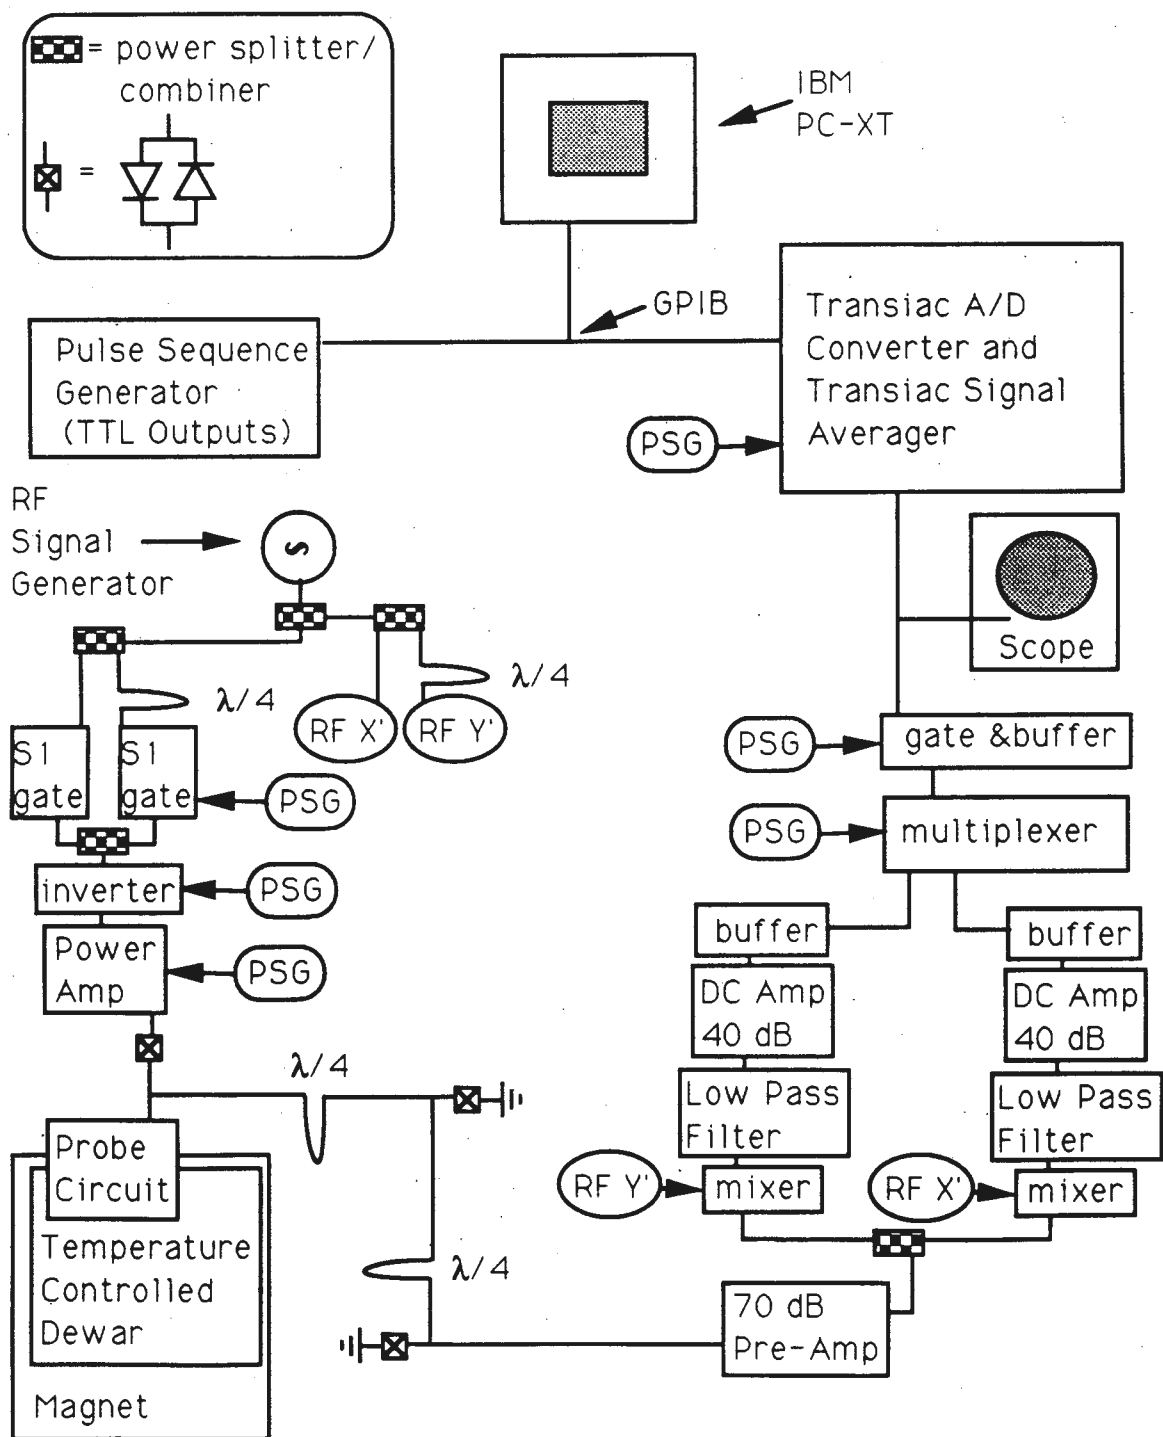 = power splitter/
combiner
=
IBM
PC-XT
GPIB
Pulse Sequence
Generator
(TTL Outputs)
Transiac A/D
Converter and
Transiac Signal
Averager
PSG
RF
Signal
Generator
S
Scope
λ/4
λ/4
RF X'
RF Y'
S1
gate
S1
gate
PSG
PSG
gate &buffer
PSG
multiplexer
inverter
PSG
Power
Amp
PSG
buffer
buffer
DC Amp
40 dB
DC Amp
40 dB
λ/4
Low Pass
Filter
Low Pass
Filter
Probe
Circuit
RF Y'
mixer
RF X'
mixer
Temperature
Controlled
Dewar
λ/4
70 dB
Pre-Amp
Magnet